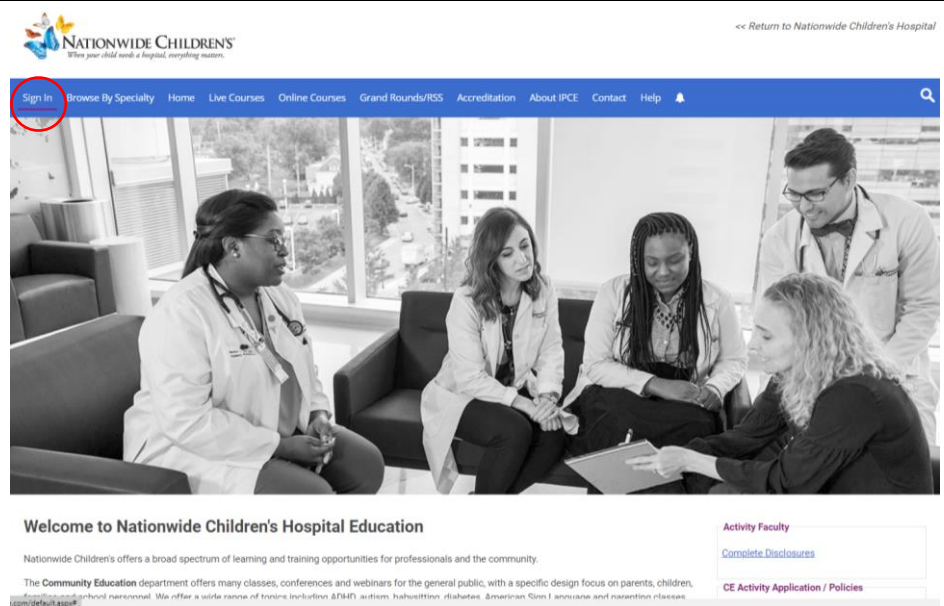 << Return to Nationwide Children's Hospital
NATIONWIDE CHILDREN'S
When your child needs a hospital, everything matters.
Sign In Browse By Specialty Home Live Courses Online Courses Grand Rounds/RSS Accreditation About IPCE Contact Help
Welcome to Nationwide Children's Hospital Education
Nationwide Children's offers a broad spectrum of learning and training opportunities for professionals and the community.
The Community Education department offers many classes, conferences and webinars for the general public, with a specific design focus on parents, children,
families and school personnel. We offer a wide range of topics including ADHD, autism, babysitting, diabetes, American Sign Language and parenting classes
Activity Faculty
Complete Disclosures
CE Activity Application / Policies
.com/default.aspx#